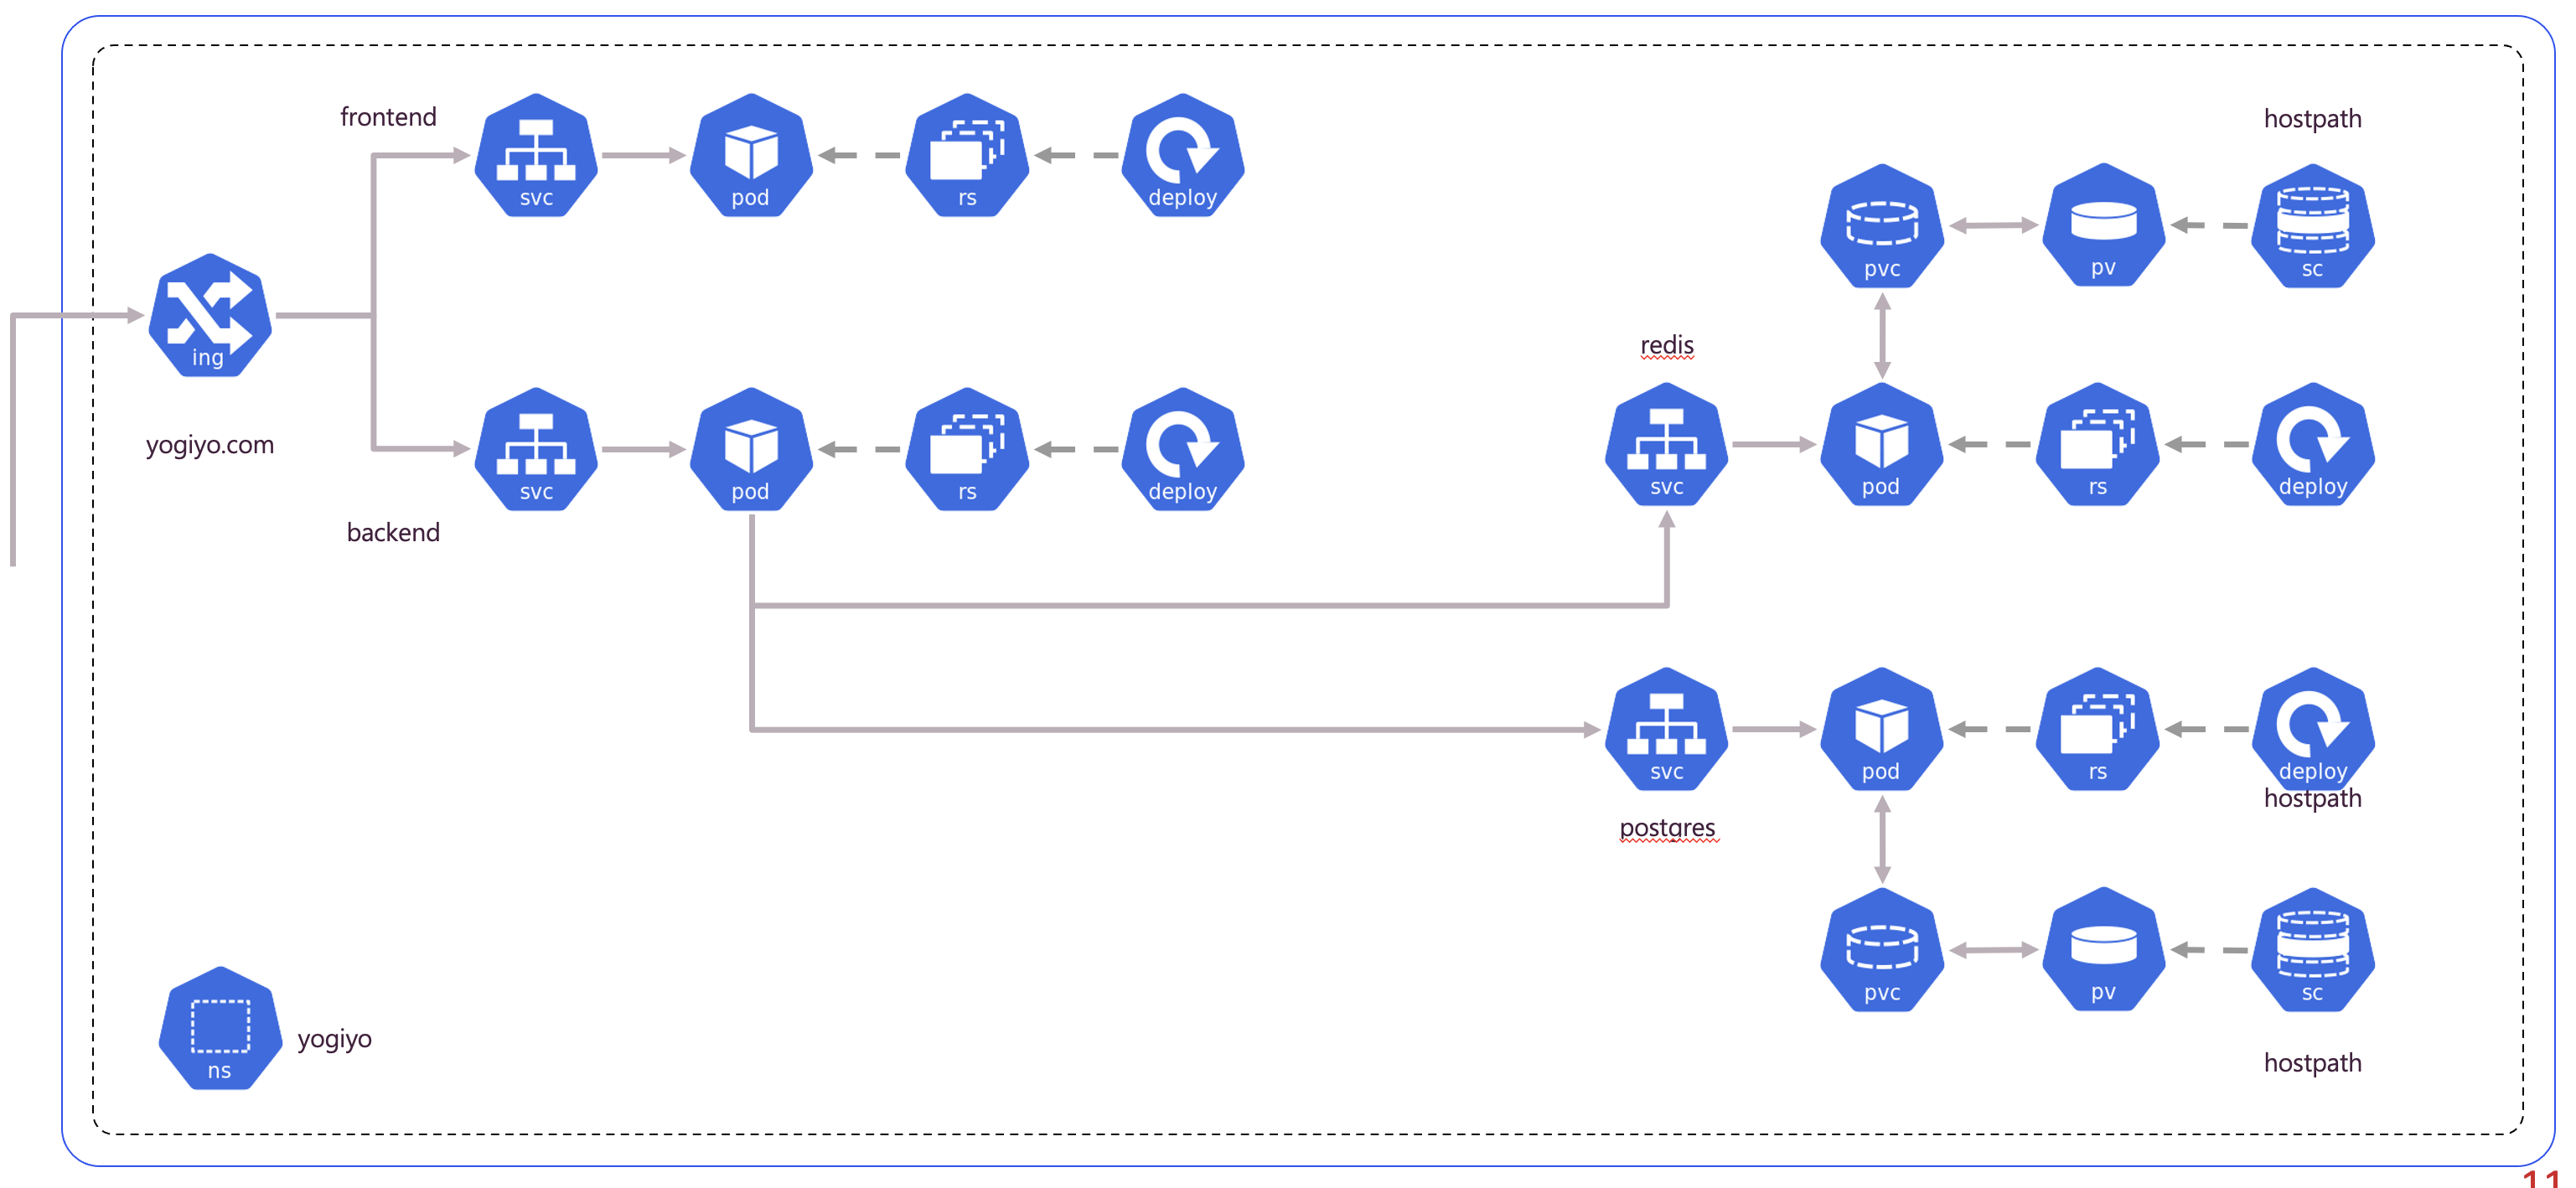 frontend
svc
pod
rs
deploy
hostpath
pvc
pv
sc
ing
yogiyo.com
redis
svc
pod
rs
deploy
svc
pod
rs
deploy
backend
svc
pod
rs
deploy
hostpath
postgres
pvc
pv
sc
ns
yogiyo
hostpath
11